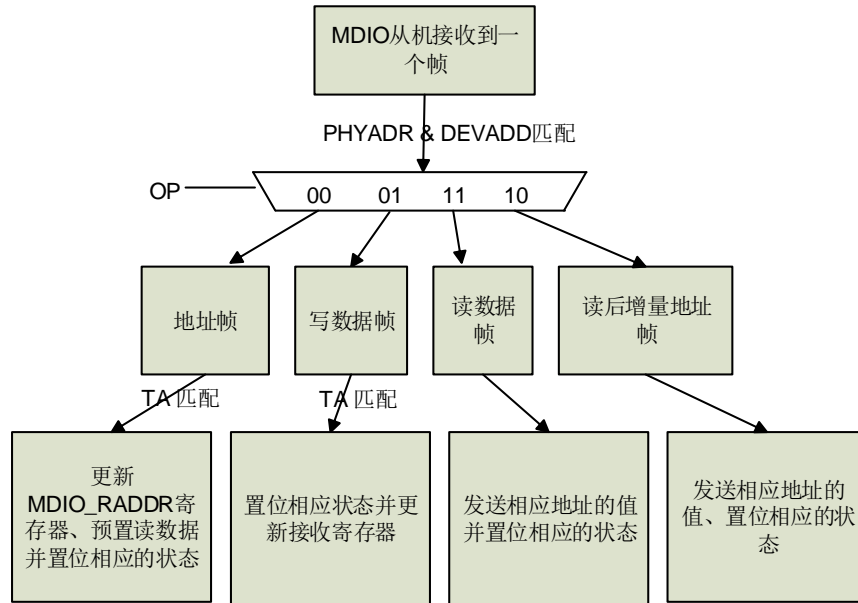 MDIO从机接收到一
个帧
PHYADR & DEVADD匹配
OP
00 01 11 10
地址帧
写数据帧
读数据
帧
读后增量地址
帧
TA 匹配
TA 匹配
更新
MDIO_RADDR寄
存器、预置读数据
并置位相应的状态
置位相应状态并更
新接收寄存器
发送相应地址的值
并置位相应的状态
发送相应地址的
值、置位相应的状
态